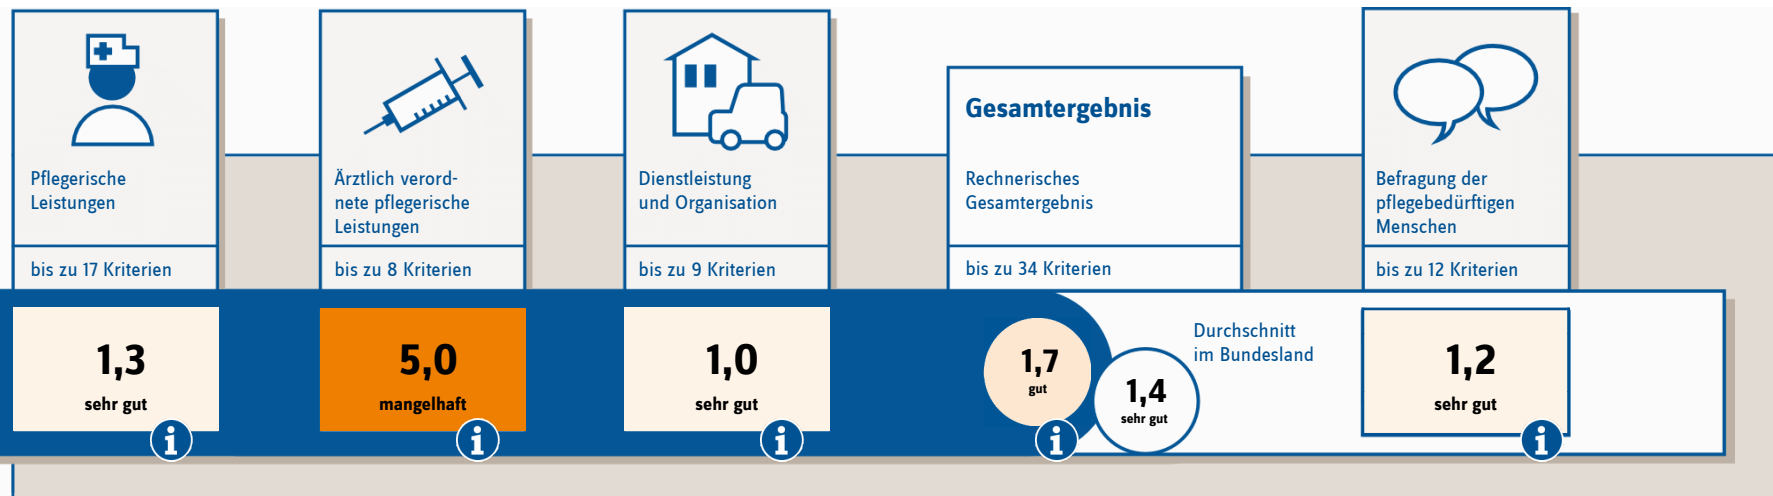 Pflegerische
Leistungen
bis zu 17 Kriterien
1,3
sehr gut
i
Ärztlich verord-
nete pflegerische
Leistungen
bis zu 8 Kriterien
5,0
mangelhaft
i
Dienstleistung
und Organisation
bis zu 9 Kriterien
1,0
sehr gut
i
Gesamtergebnis
Rechnerisches
Gesamtergebnis
bis zu 34 Kriterien
1,7
gut
i
1,4
sehr gut
Durchschnitt
im Bundesland
Befragung der
pflegebedürftigen
Menschen
bis zu 12 Kriterien
1,2
sehr gut
i